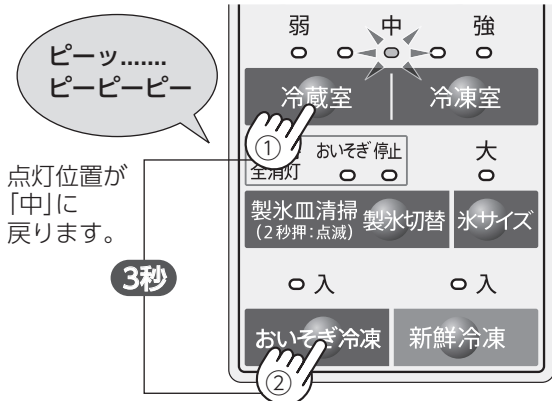 弱 中 強
ピーッ.......
ピーピーピー
冷蔵室 冷凍室
①
おいそぎ 停止 大
全消灯
点灯位置が
「中」に
戻ります。
製氷皿清掃 製氷切替 氷サイズ
(2秒押:点滅)
3秒
入 入
おいそぎ冷凍 新鮮冷凍
②